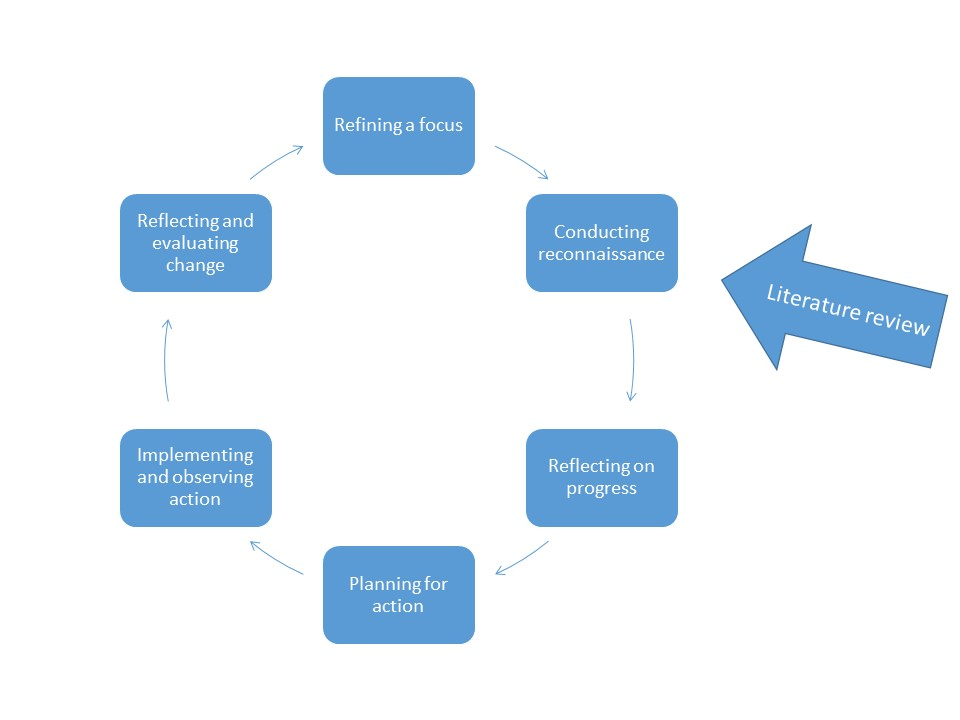 Refining a focus
Conducting
reconnaissance
Literature review
Reflecting on
progress
Planning for
action
Implementing
and observing
action
Reflecting and
evaluating
change